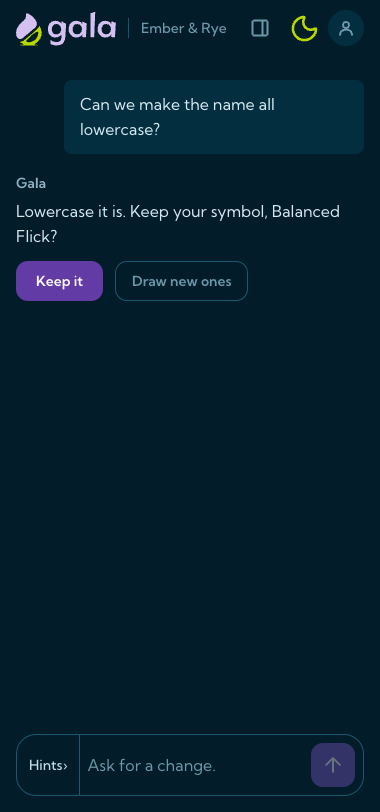 gala
Ember & Rye
Can we make the name all
lowercase?
Gala
Lowercase it is. Keep your symbol, Balanced
Flick?
Keep it
Draw new ones
Hints›
Ask for a change.